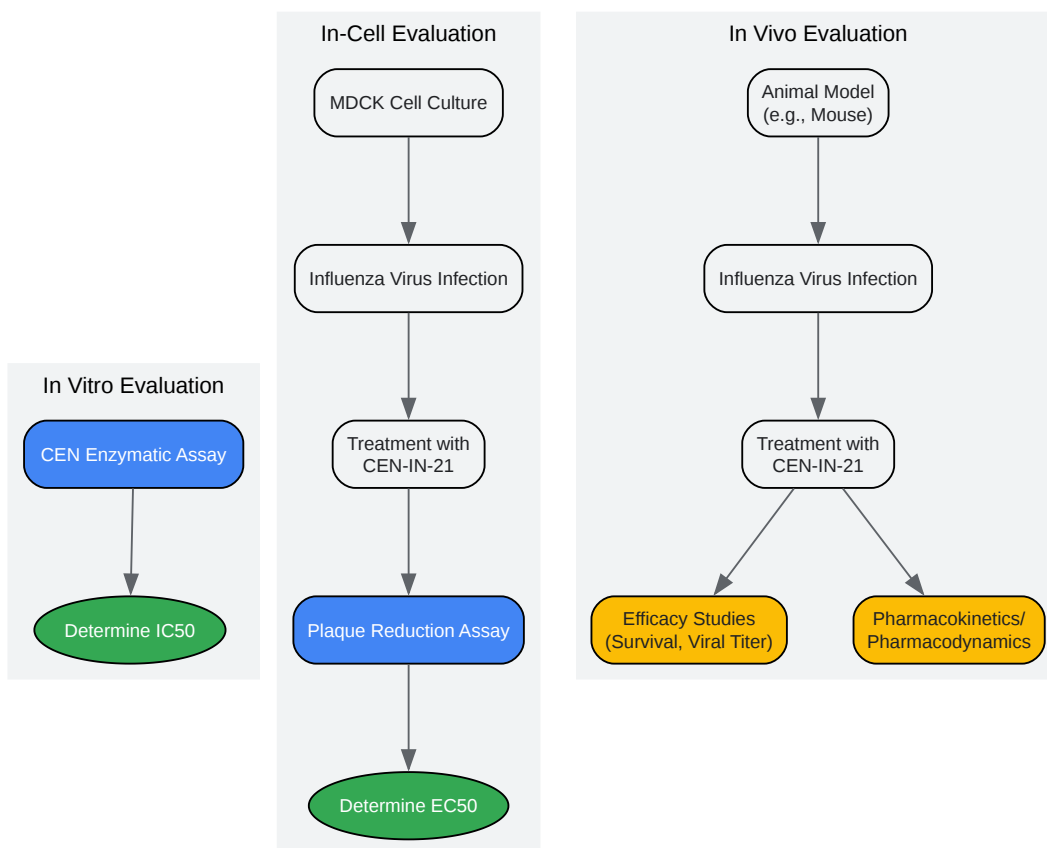 In Vitro Evaluation
CEN Enzymatic Assay
Determine IC50
In-Cell Evaluation
MDCK Cell Culture
Influenza Virus Infection
Treatment with
CEN-IN-21
Plaque Reduction Assay
Determine EC50
In Vivo Evaluation
Animal Model
(e.g., Mouse)
Influenza Virus Infection
Treatment with
CEN-IN-21
Efficacy Studies
(Survival, Viral Titer)
Pharmacokinetics/
Pharmacodynamics